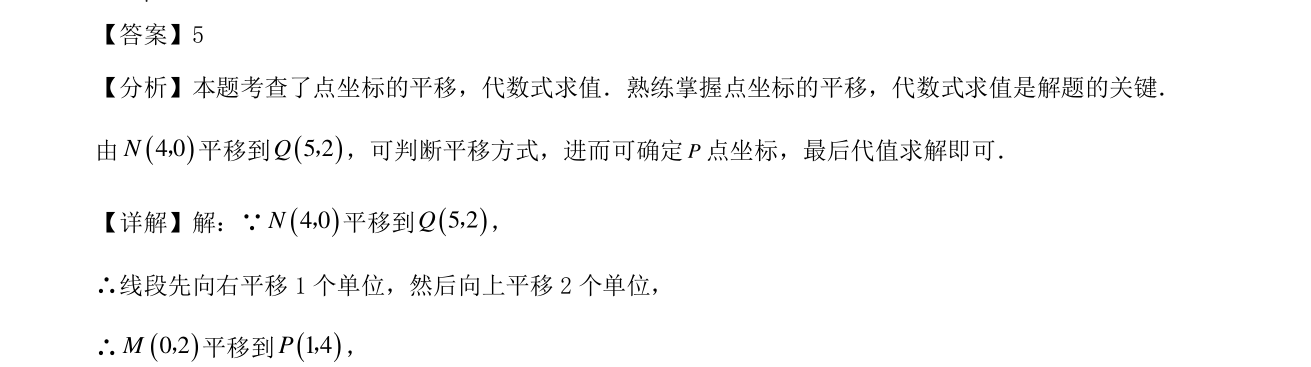 【答案】5
【分析】本题考查了点坐标的平移，代数式求值．熟练掌握点坐标的平移，代数式求值是解题的关键．
由 N(4,0)平移到Q(5,2)，可判断平移方式，进而可确定 P 点坐标，最后代值求解即可．
【详解】解：∵ N(4,0)平移到Q(5,2)，
∴线段先向右平移 1 个单位，然后向上平移 2 个单位，
∴ M(0,2)平移到P(1,4)，